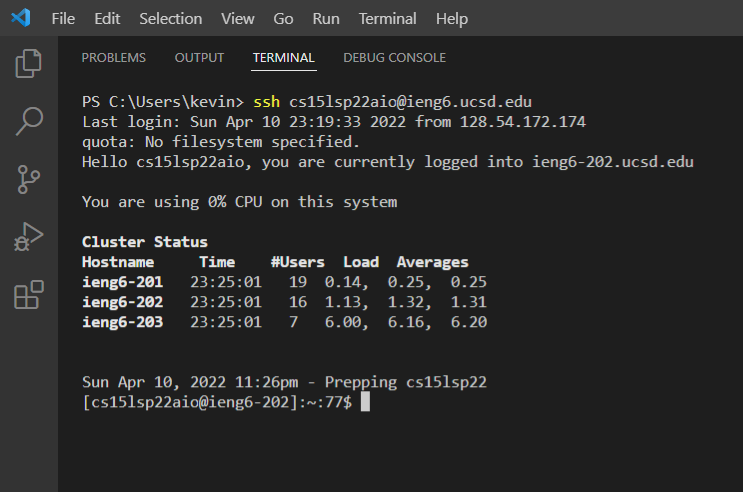 File Edit Selection View Go Run Terminal Help
PROBLEMS OUTPUT TERMINAL DEBUG CONSOLE
PS C:\Users\kevin> ssh cs15lsp22aio@ieng6.ucsd.edu
Last login: Sun Apr 10 23:19:33 2022 from 128.54.172.174
quota: No filesystem specified.
Hello cs15lsp22aio, you are currently logged into ieng6-202.ucsd.edu
You are using 0% CPU on this system
Cluster Status
Hostname Time #Users Load Averages
ieng6-201 23:25:01 19 0.14, 0.25, 0.25
ieng6-202 23:25:01 16 1.13, 1.32, 1.31
ieng6-203 23:25:01 7 6.00, 6.16, 6.20
Sun Apr 10, 2022 11:26pm - Prepping cs15lsp22
[cs15lsp22aio@ieng6-202]:~:77$